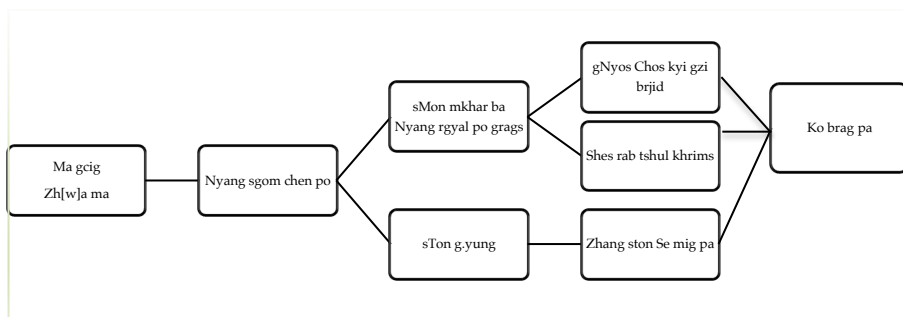 Ma gcig
Zh[w]a ma
Nyang sgom chen po
sMon mkhar ba
Nyang rgyal po grags
sTon g.yung
gNyos Chos kyi gzi
brjid
Shes rab tshul khrims
Zhang ston Se mig pa
Ko brag pa